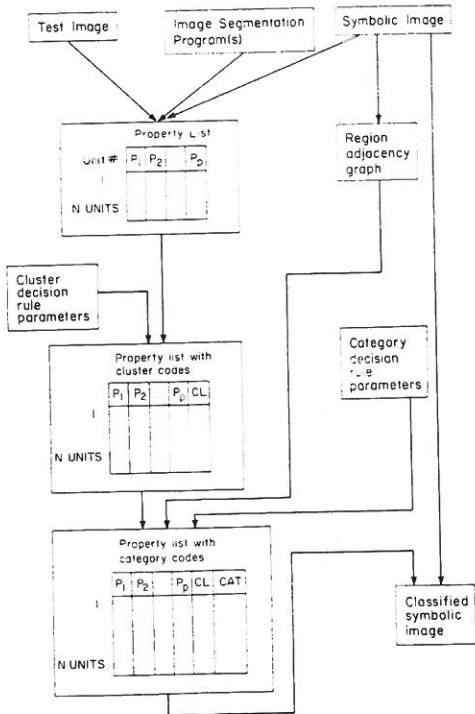 Test Image
Image Segmentation
Program(s)
Symbolic Image
Property List
Unit # P1 P2 Pp
1
N UNITS
Region
adjacency
graph
Cluster
decision
rule
parameters
Category
decision
rule
parameters
Property list with
cluster codes
P1 P2 Pp CL
1
N UNITS
Property list with
category codes
P1 P2 Pp CL CAT
1
N UNITS
Classified
symbolic
image